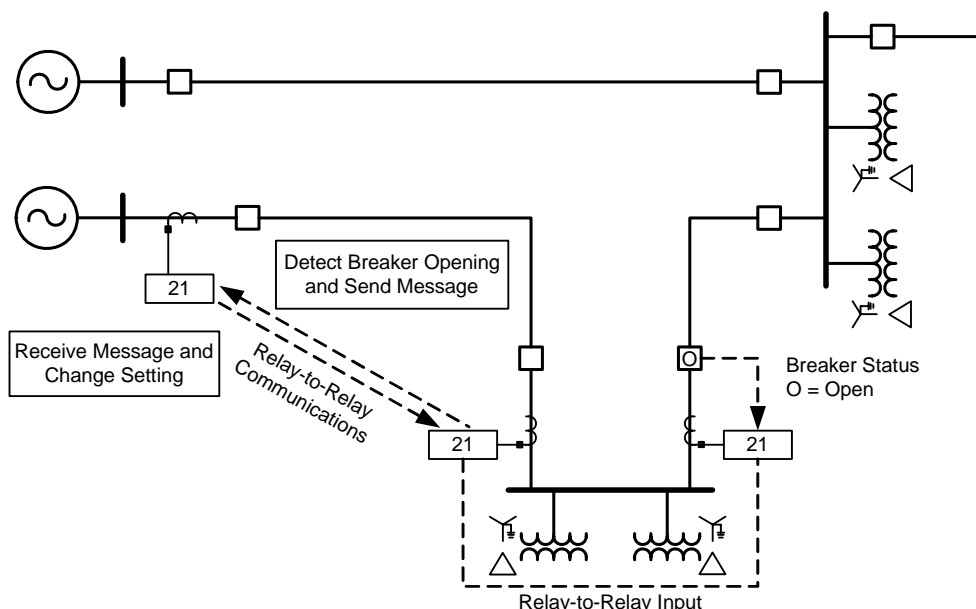 Detect Breaker Opening
and Send Message
21
Receive Message and
Change Setting
Relay-to-Relay
Communications
O
Breaker Status
O = Open
21
21
Relay-to-Relay Input